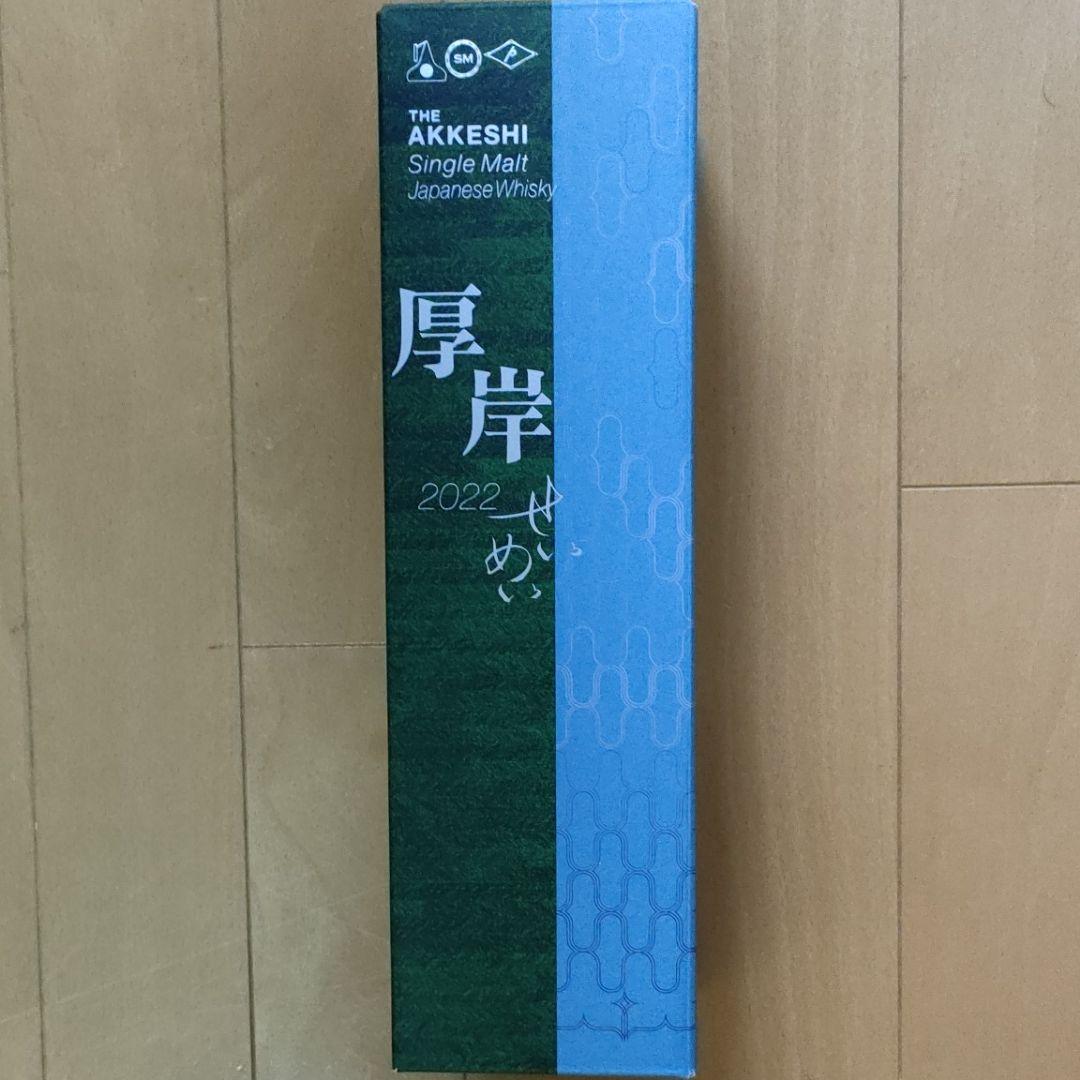 SM
THE
AKKESHI
Single Malt
Japanese Whisky
厚岸
2022
せいめい